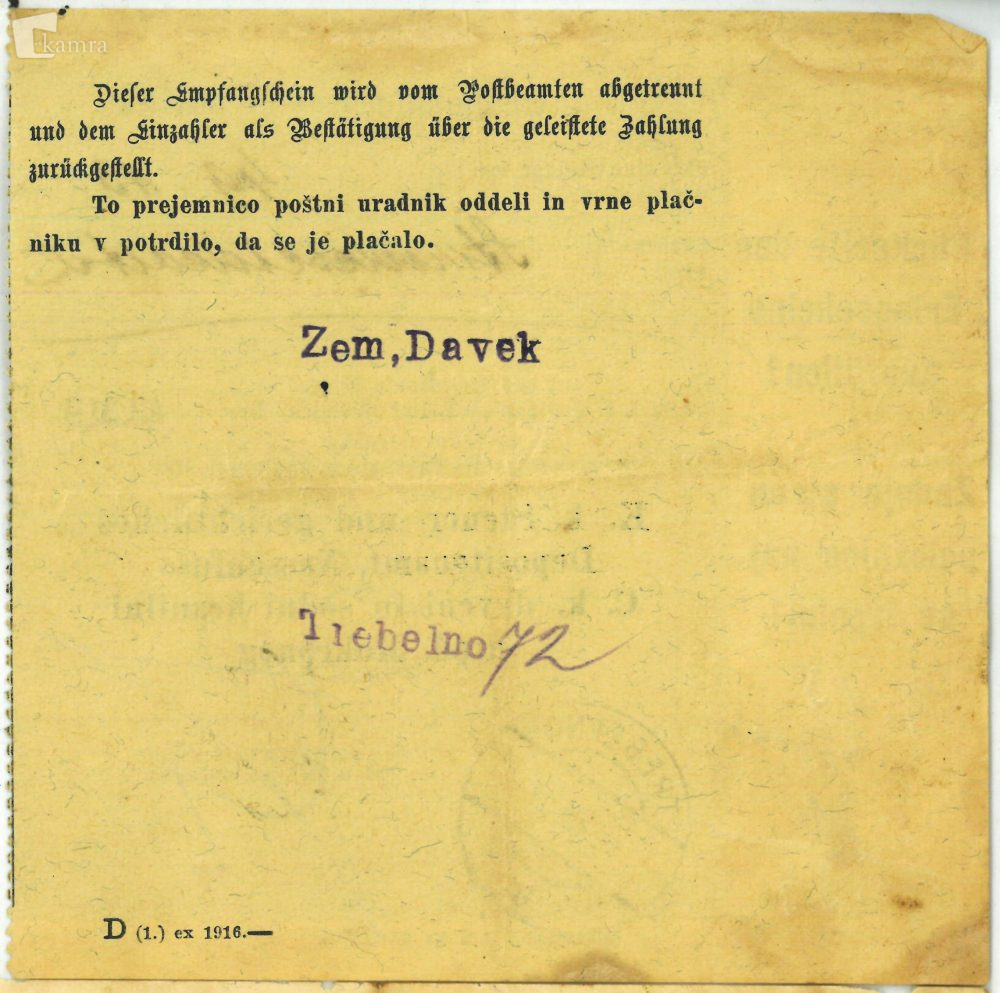 kamra
Dieser Empfangschein wird vom Postbeamten abgetrennt
und dem Einzahler als Bestätigung über die geleistete Zahlung
zurückgestellt.
To prejemnico poštni uradnik oddeli in vrne plač-
niku v potrdilo, da se je plačalo.
Zem, Davek
Trebelno 72
D (1.) ex 1916.—